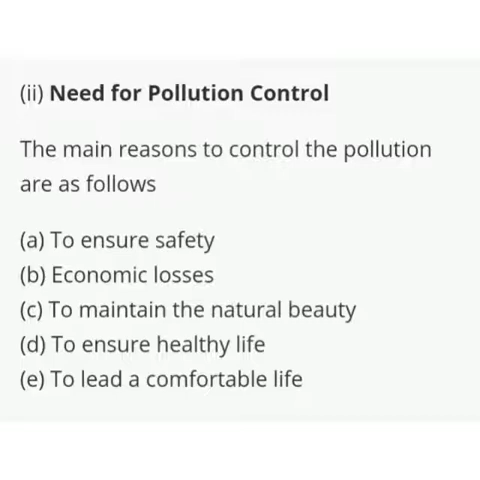 (ii) Need for Pollution Control
The main reasons to control the pollution
are as follows
(a) To ensure safety
(b) Economic losses
(c) To maintain the natural beauty
(d) To ensure healthy life
(e) To lead a comfortable life